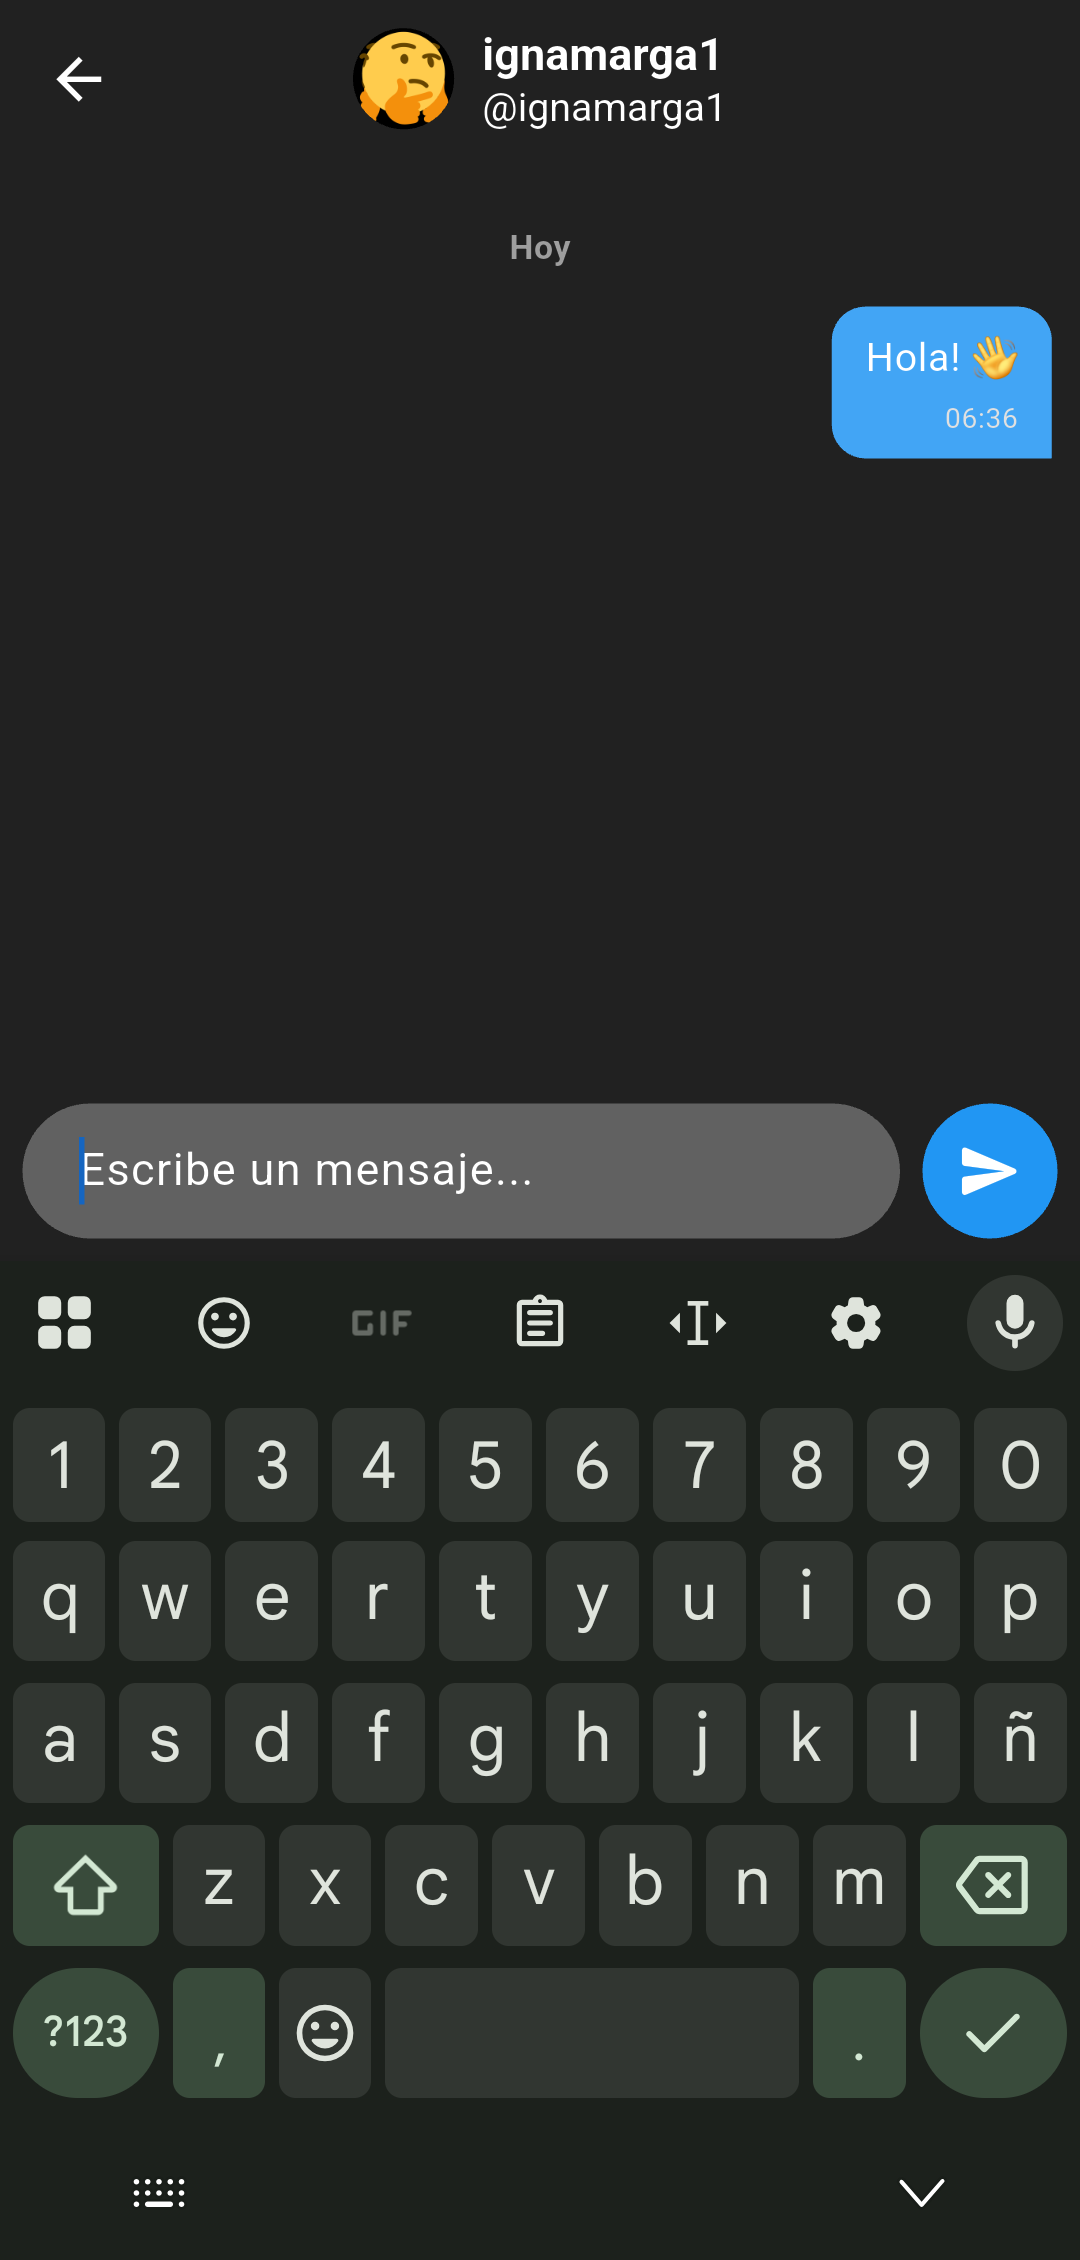 ignamarga1
@ignamarga1
Hoy
Hola! 👋
06:36
Escribe un mensaje...
GIF
1 2 3 4 5 6 7 8 9 0
q w e r t y u i o p
a s d f g h j k l ñ
z x c v b n m
?123 , .